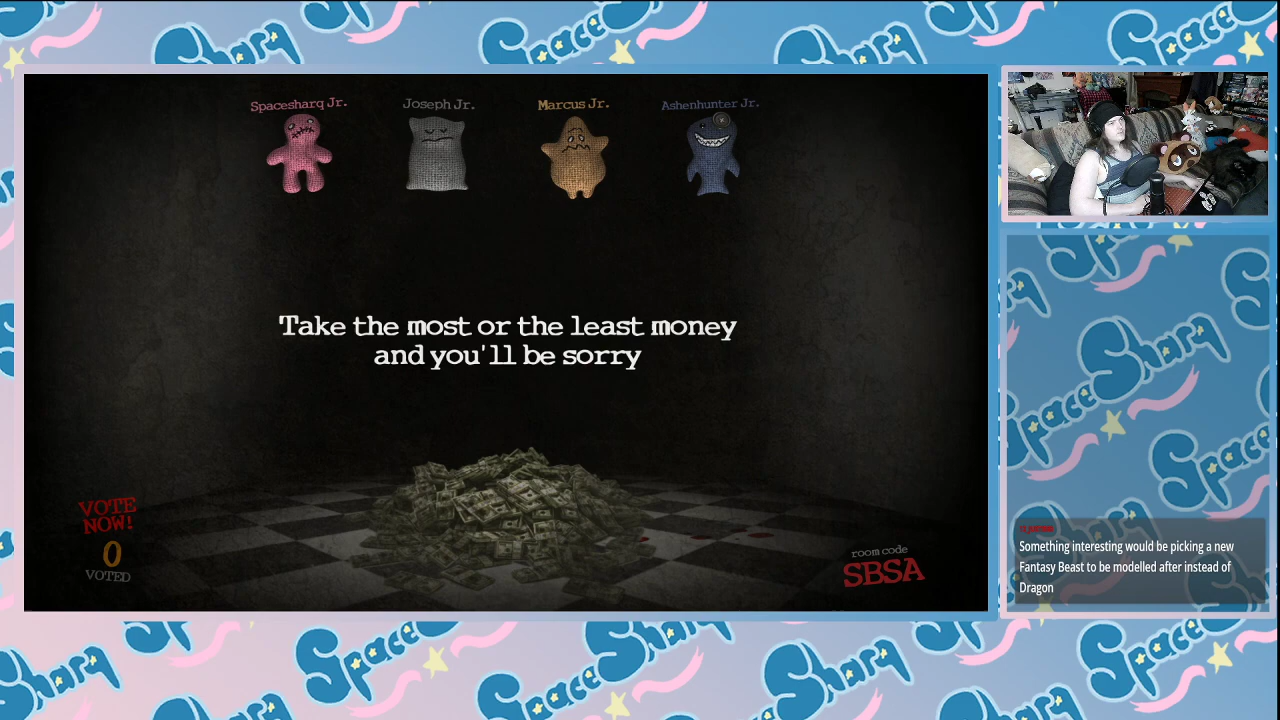 Spacesharq Jr.
Joseph Jr.
Marcus Jr.
Ashenhunter Jr.
Take the most or the least money
and you'll be sorry
VOTE
NOW!
0
VOTED
room code
SBSA
Something interesting would be picking a new
Fantasy Beast to be modelled after instead of
Dragon
Space Sharq